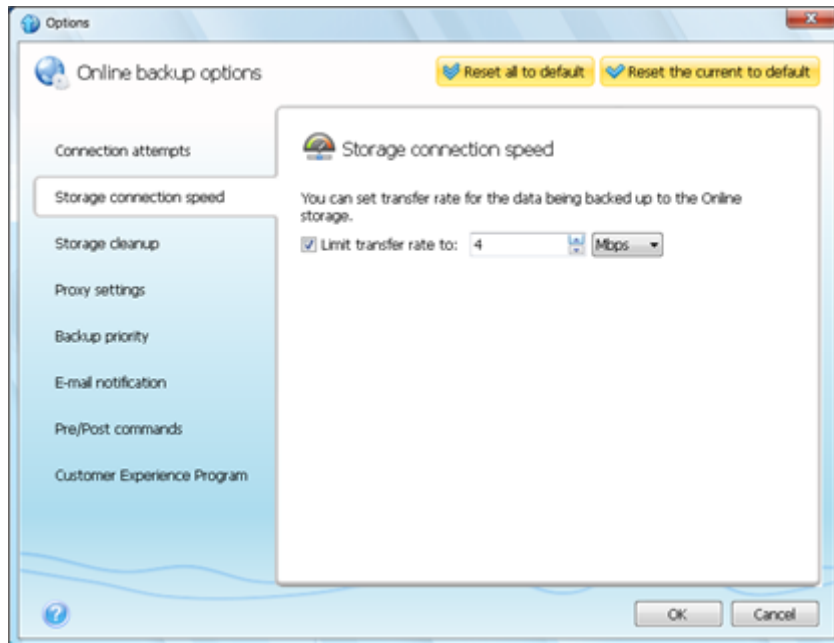 Options
Online backup options
Reset all to default
Reset the current to default
Connection attempts
Storage connection speed
Storage cleanup
Proxy settings
Backup priority
E-mail notification
Pre/Post commands
Customer Experience Program
Storage connection speed
You can set transfer rate for the data being backed up to the Online
storage.
Limit transfer rate to: 4 Mbps
OK
Cancel